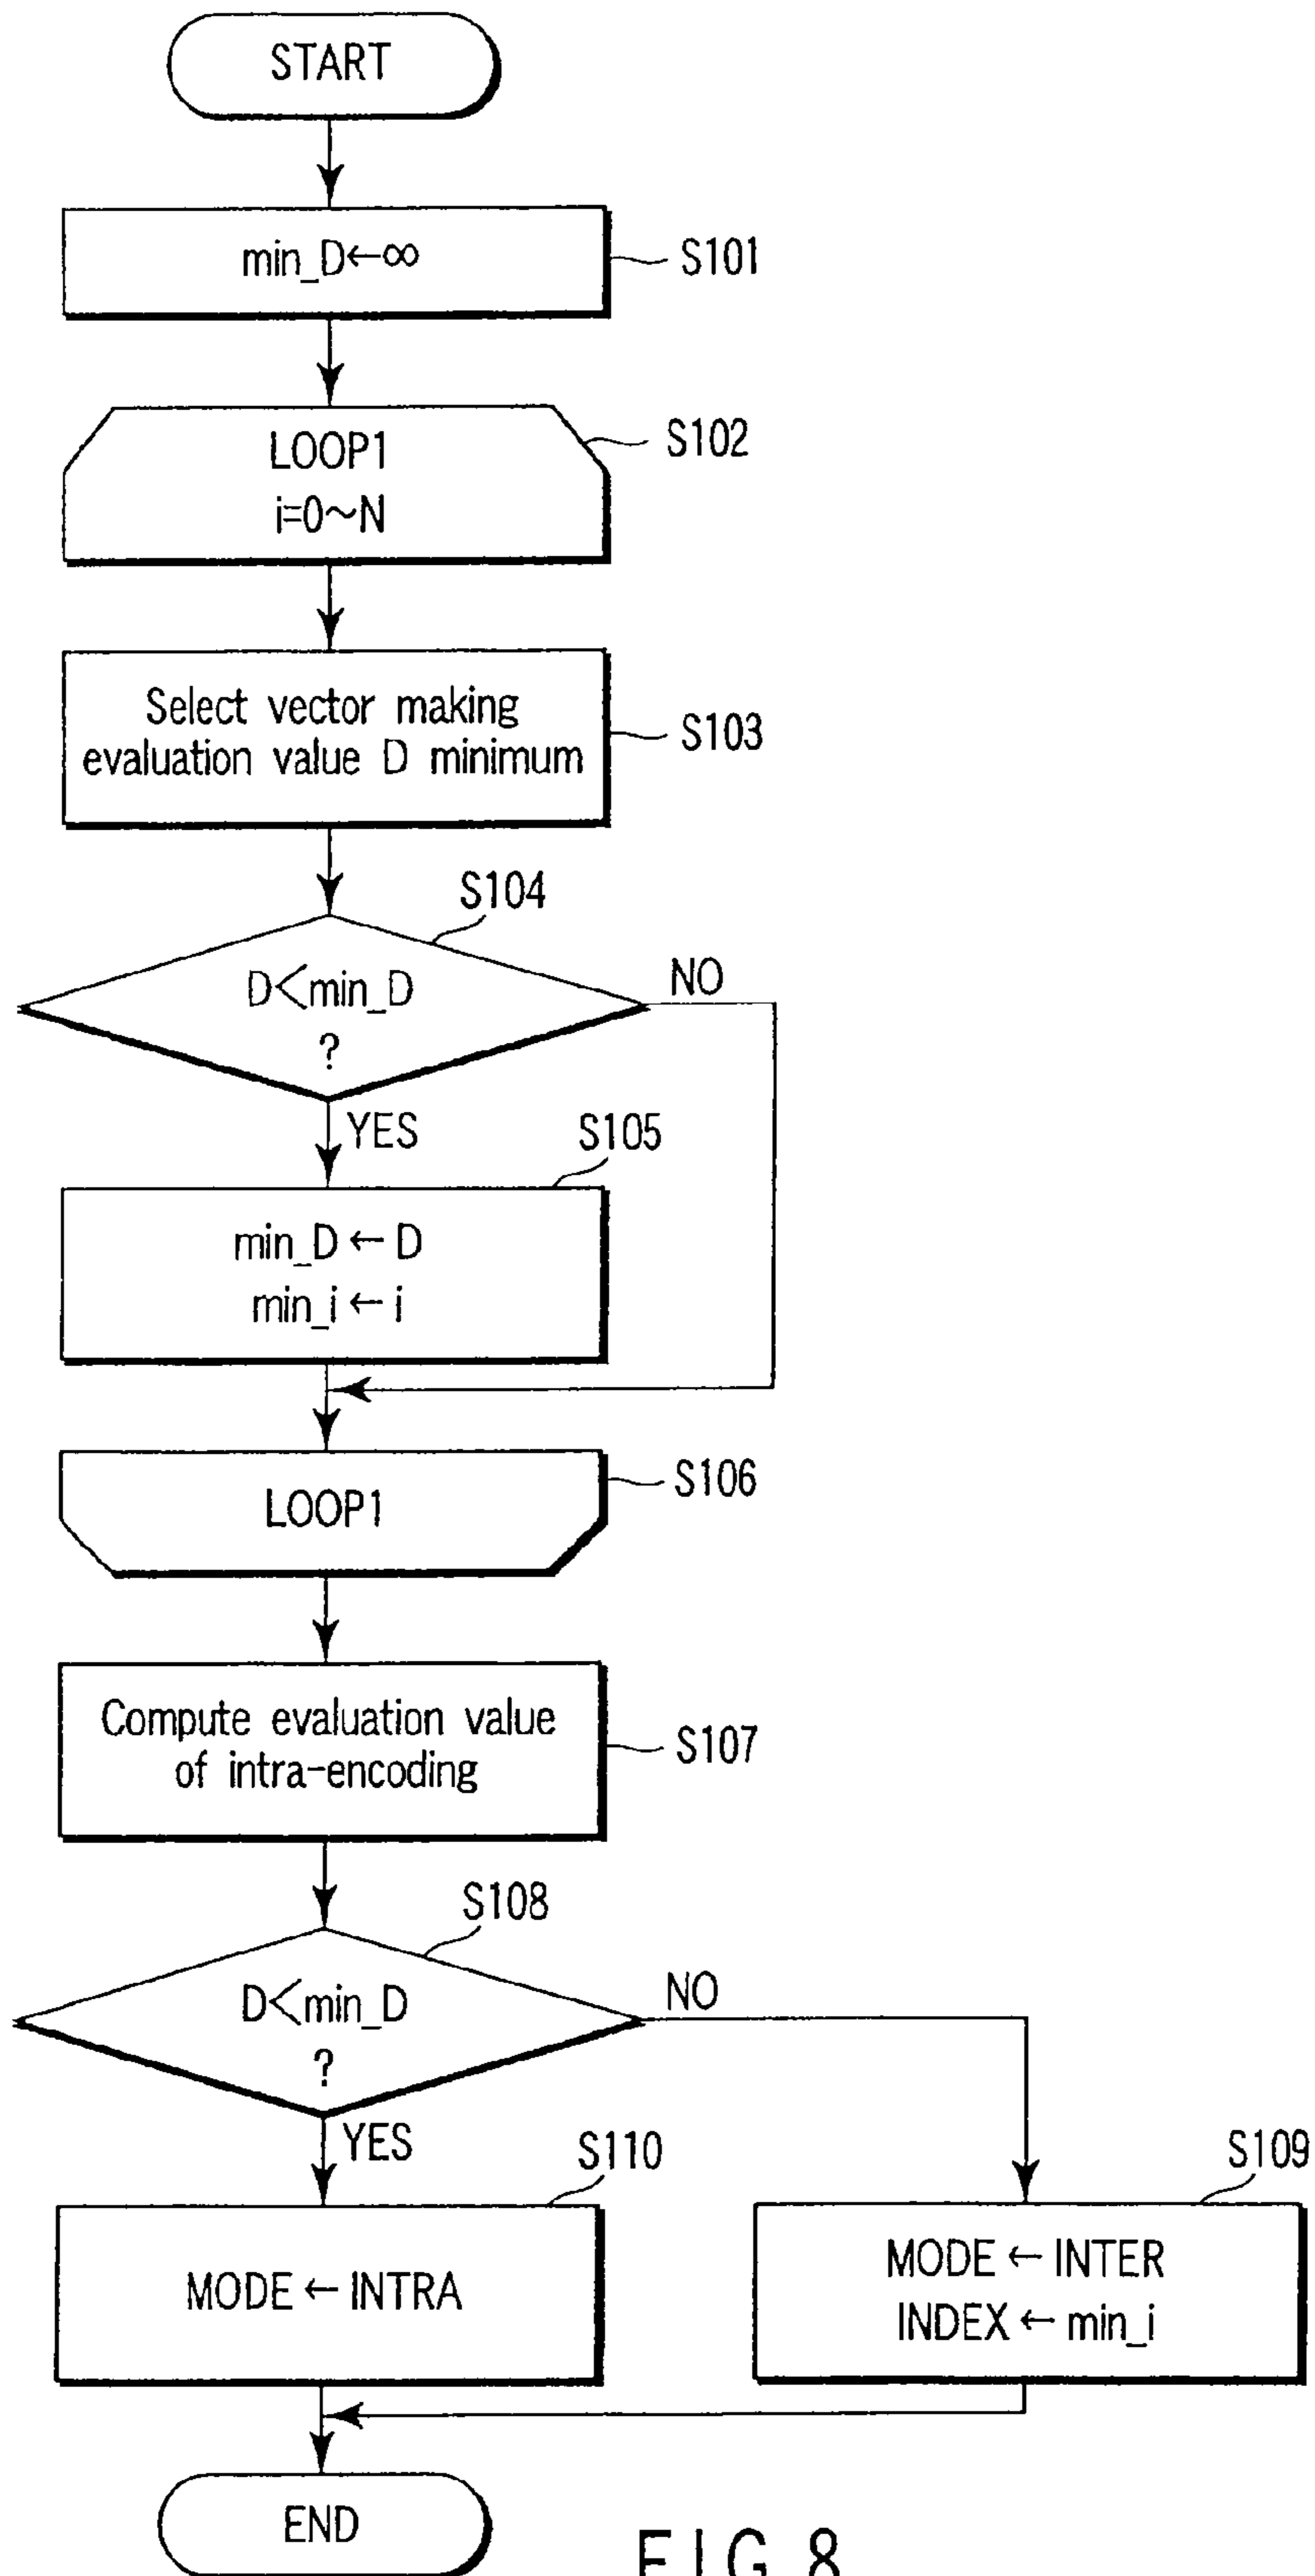 START
min_D←∞
S101
LOOP1
i=0~N
S102
Select vector making
evaluation value D minimum
S103
S104
D<min_D
?
NO
YES
S105
min_D ← D
min_i ← i
LOOP1
S106
Compute evaluation value
of intra-encoding
S107
S108
D<min_D
?
NO
YES
S110
S109
MODE ← INTRA
MODE ← INTER
INDEX ← min_i
END
FIG. 8